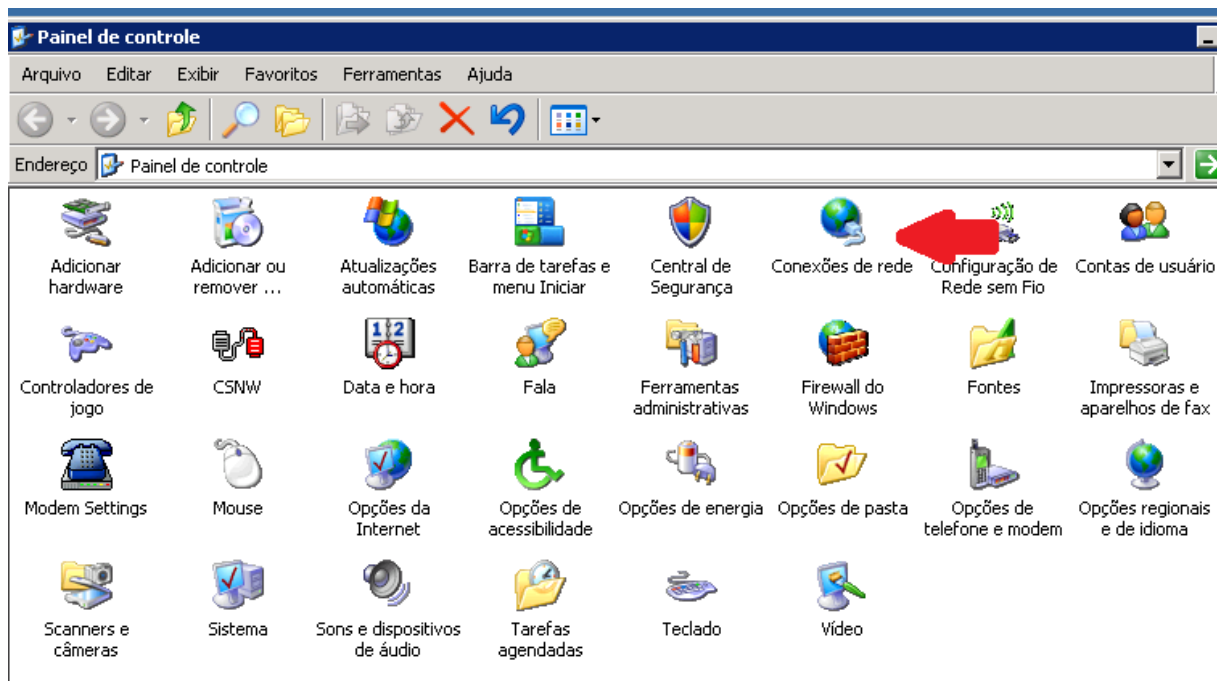 Painel de controle
Arquivo Editar Exibir Favoritos Ferramentas Ajuda
Endereço Painel de controle
Adicionar hardware
Adicionar ou remover ...
Atualizações automáticas
Barra de tarefas e menu Iniciar
Central de Segurança
Conexões de rede
Configuração de Rede sem Fio
Contas de usuário
Controladores de jogo
CSNW
Data e hora
Fala
Ferramentas administrativas
Firewall do Windows
Fontes
Impressoras e aparelhos de fax
Modem Settings
Mouse
Opções da Internet
Opções de acessibilidade
Opções de energia
Opções de pasta
Opções de telefone e modem
Opções regionais e de idioma
Scanners e câmeras
Sistema
Sons e dispositivos de áudio
Tarefas agendadas
Teclado
Vídeo